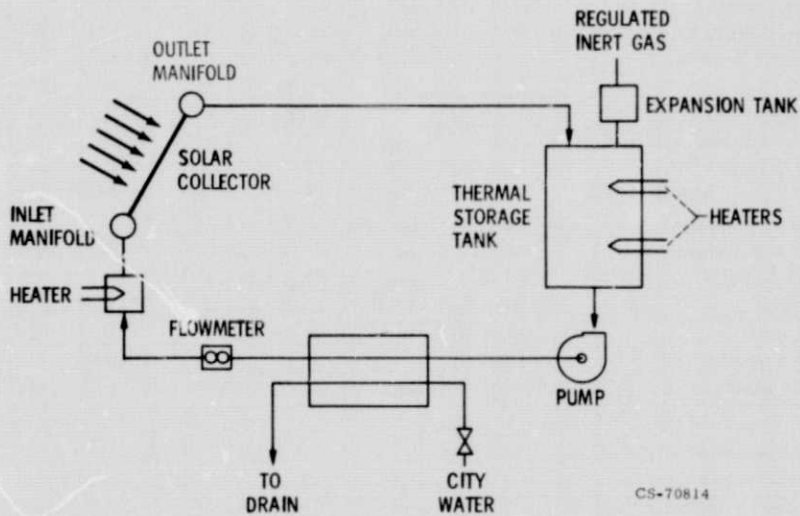 REGULATED
INERT GAS
OUTLET
MANIFOLD
EXPANSION TANK
SOLAR
COLLECTOR
THERMAL
STORAGE
TANK
HEATERS
INLET
MANIFOLD
HEATER
FLOWMETER
PUMP
TO
DRAIN
CITY
WATER
CS-70814